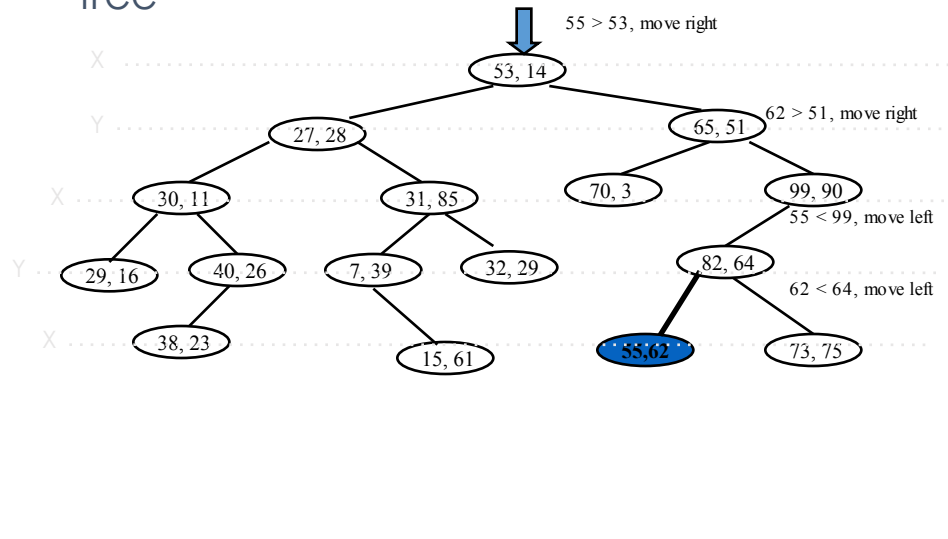 tree
55 > 53, move right
X
53, 14
Y
27, 28
65, 51
62 > 51, move right
X
30, 11
31, 85
70, 3
99, 90
55 < 99, move left
Y
29, 16
40, 26
7, 39
32, 29
82, 64
62 < 64, move left
X
38, 23
15, 61
55,62
73, 75